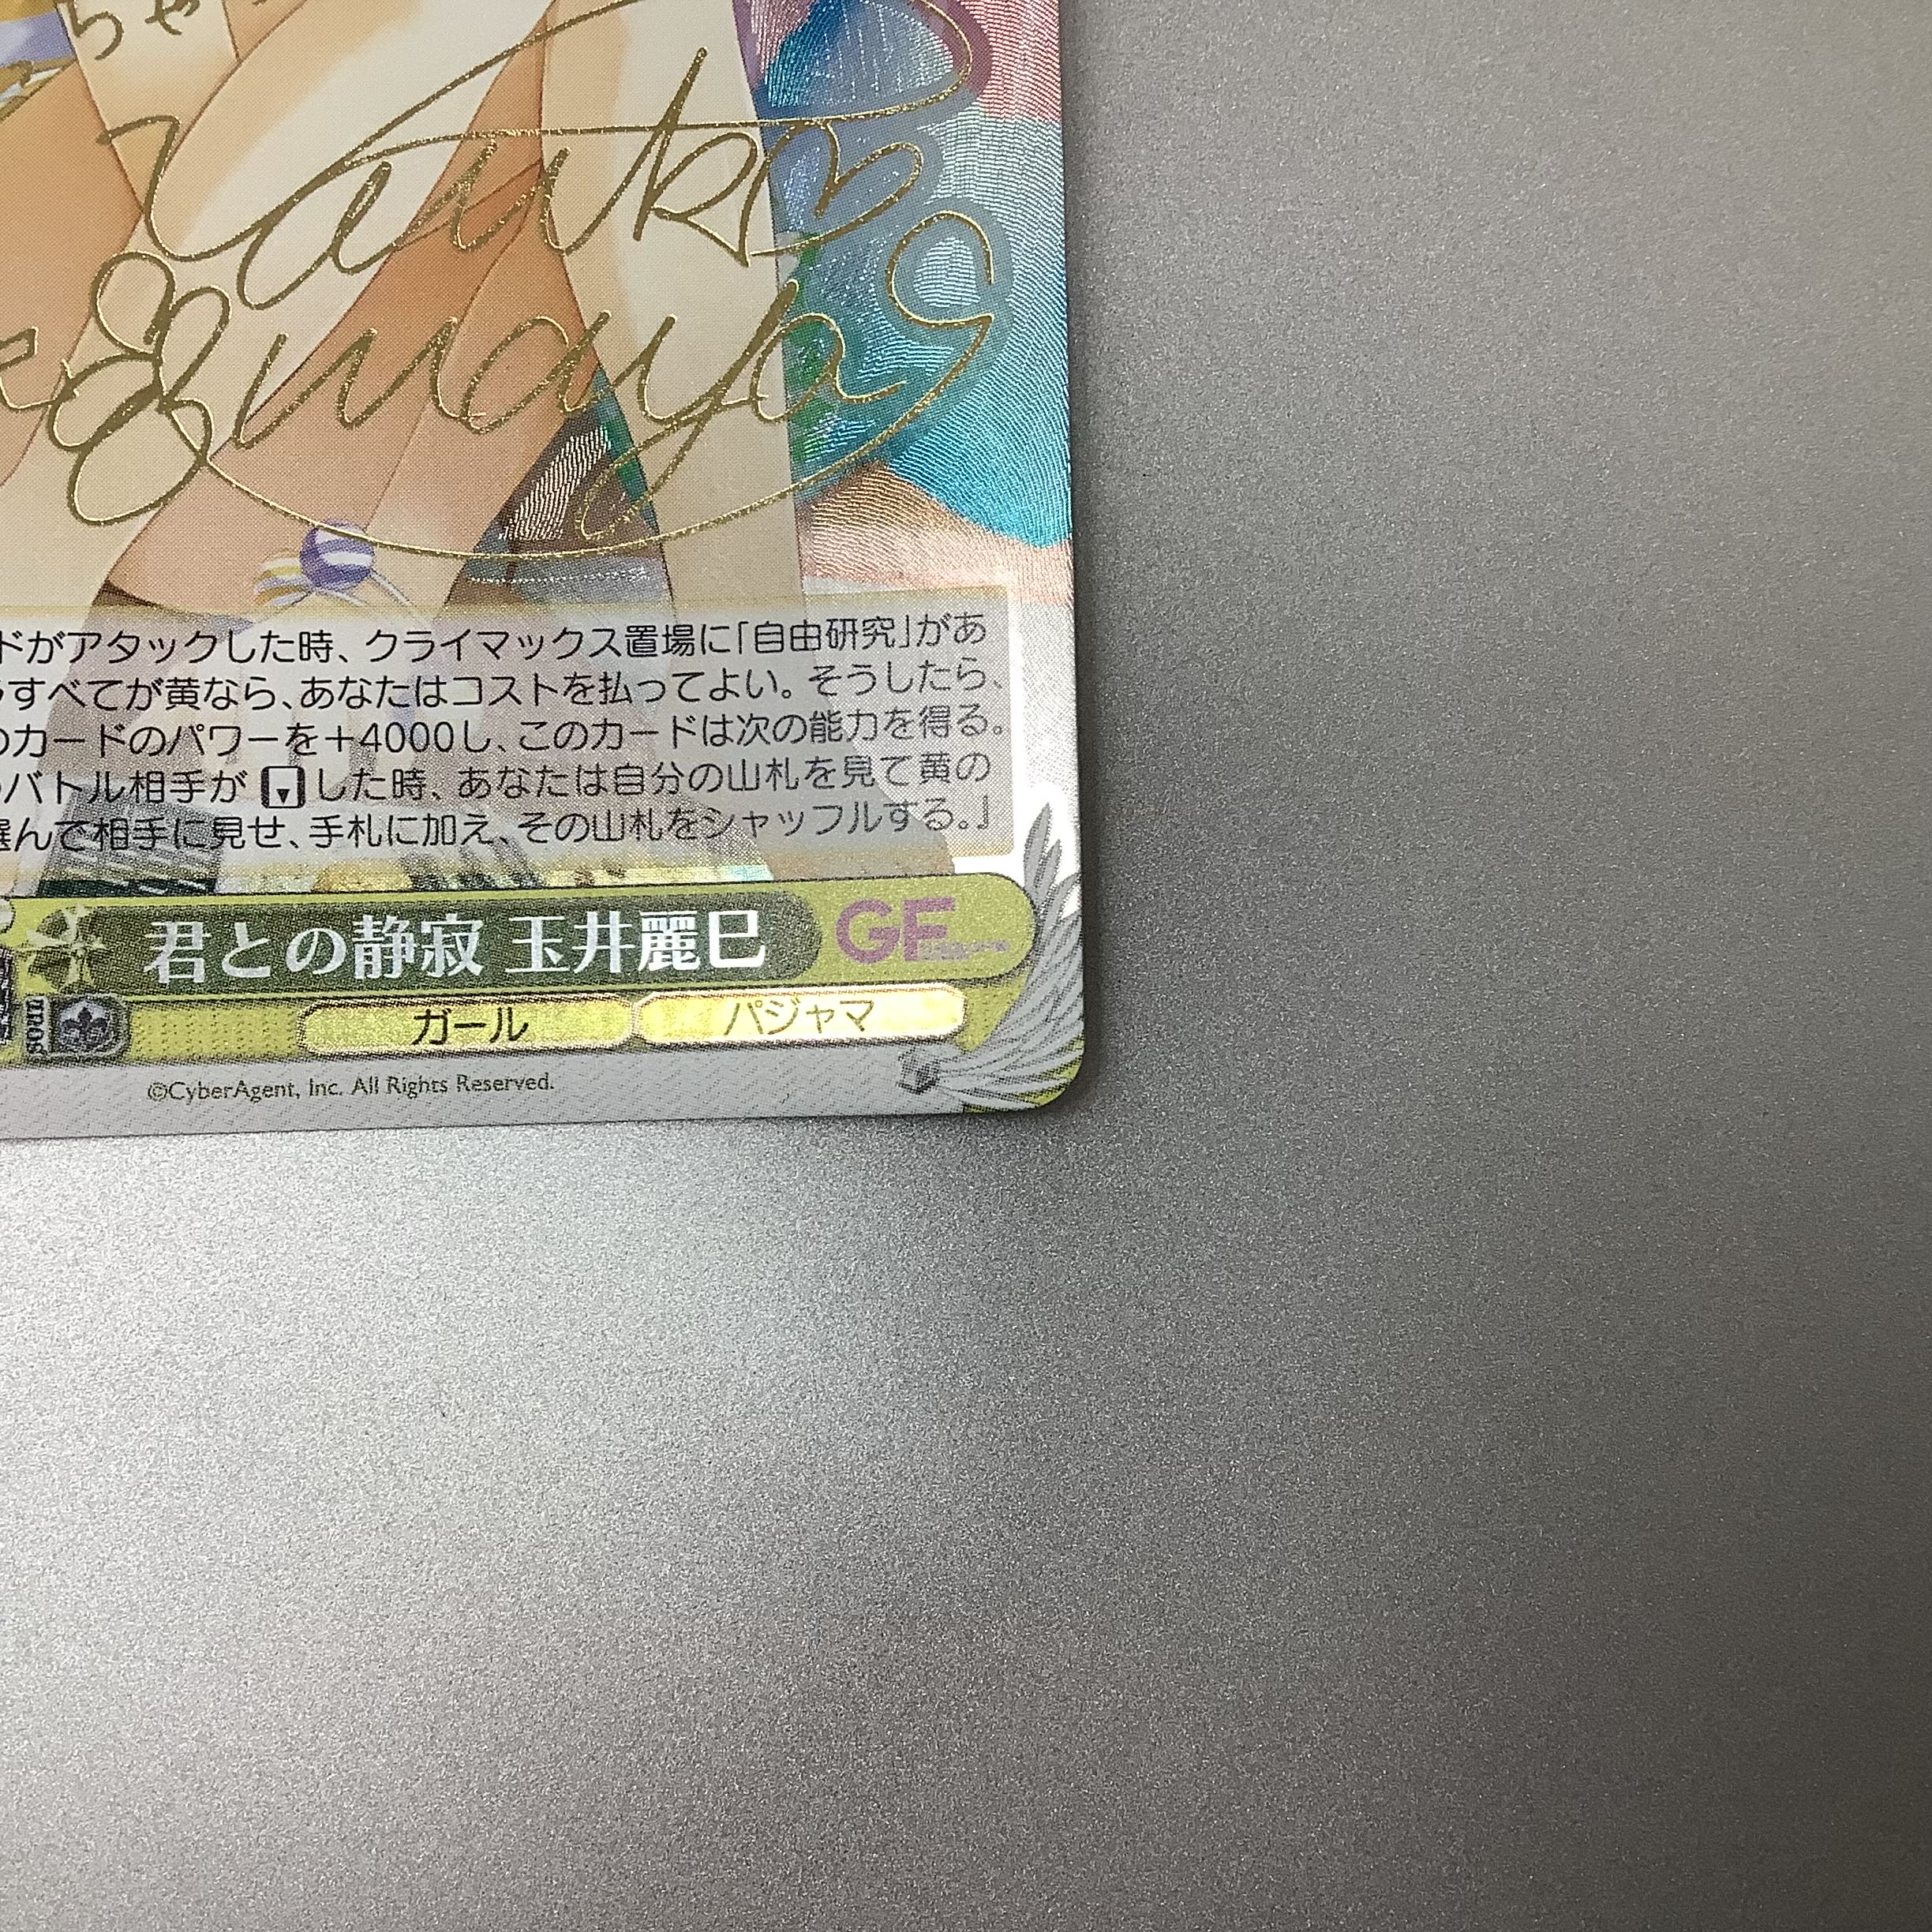 ちゃ
ドがアタックした時、クライマックス置場に「自由研究」があ
すべてが黄なら、あなたはコストを払ってよい。そうしたら、
のカードのパワーを+4000し、このカードは次の能力を得る。
バトル相手が した時、あなたは自分の山札を見て黄の
選んで相手に見せ、手札に加え、その山札をシャッフルする。」
君との静寂 玉井麗巳 GF
ガール パジャマ
©CyberAgent, Inc. All Rights Reserved.